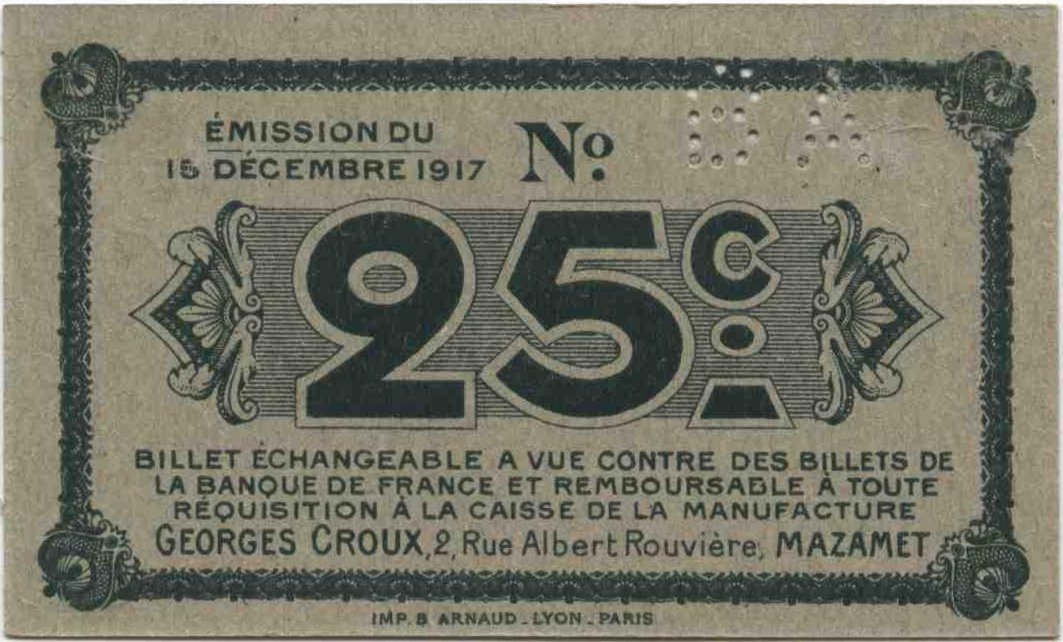 ÉMISSION DU
15 DÉCEMBRE 1917
Nº
25 C.
BILLET ÉCHANGEABLE A VUE CONTRE DES BILLETS DE
LA BANQUE DE FRANCE ET REMBOURSABLE À TOUTE
RÉQUISITION À LA CAISSE DE LA MANUFACTURE
GEORGES CROUX, 2, Rue Albert Rouvière, MAZAMET
IMP. B ARNAUD - LYON - PARIS